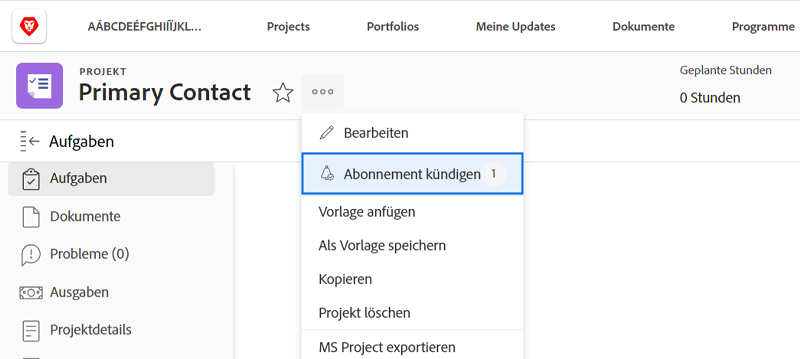 AÁBCDEÉFGHIÍÏJKL... Projects Portfolios Meine Updates Dokumente Programme
PROJEKT
Primary Contact
Geplante Stunden
0 Stunden
Aufgaben
Aufgaben
Dokumente
Probleme (0)
Ausgaben
Projektdetails
Bearbeiten
Abonnement kündigen 1
Vorlage anfügen
Als Vorlage speichern
Kopieren
Projekt löschen
MS Project exportieren